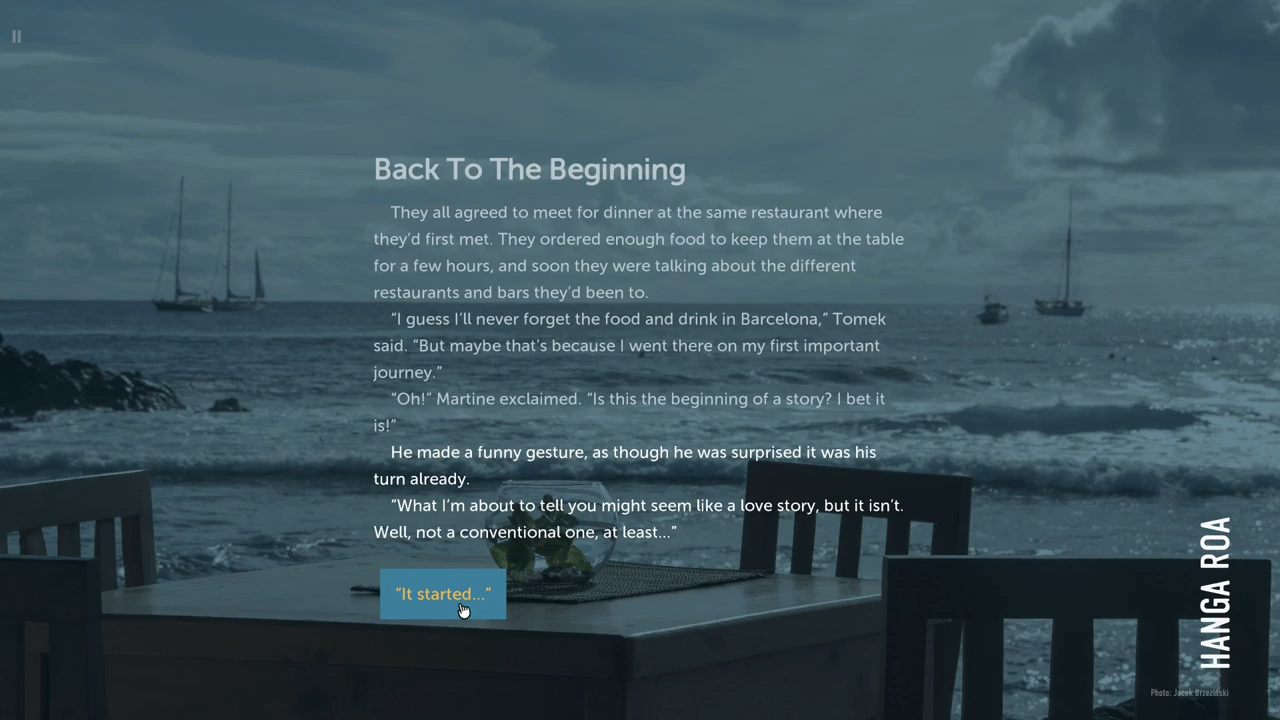 Back To The Beginning
They all agreed to meet for dinner at the same restaurant where
they’d first met. They ordered enough food to keep them at the table
for a few hours, and soon they were talking about the different
restaurants and bars they’d been to.
“I guess I’ll never forget the food and drink in Barcelona,” Tomek
said. “But maybe that’s because I went there on my first important
journey.”
“Oh!” Martine exclaimed. “Is this the beginning of a story? I bet it
is!”
He made a funny gesture, as though he was surprised it was his
turn already.
“What I’m about to tell you might seem like a love story, but it isn’t.
Well, not a conventional one, at least...”
“It started...”
HANGA ROA
Photo: Jacek Brzeziński